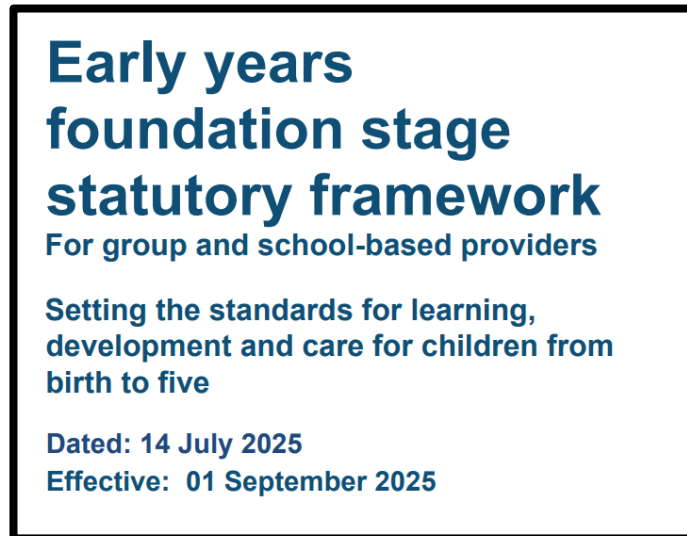 Early years
foundation stage
statutory framework
For group and school-based providers
Setting the standards for learning,
development and care for children from
birth to five
Dated: 14 July 2025
Effective:  01 September 2025